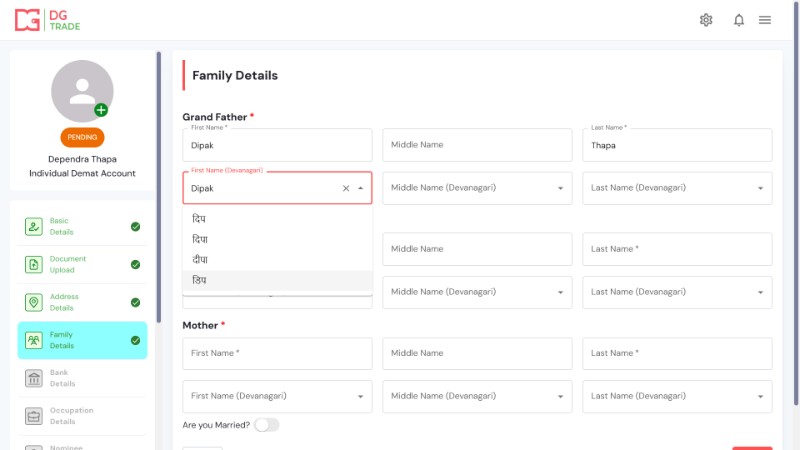 DG
TRADE
Family Details
PENDING
Dependra Thapa
Individual Demat Account
Basic
Details
Document
Upload
Address
Details
Family
Details
Bank
Details
Occupation
Details
Nominee
Grand Father *
First Name *
Dipak
Middle Name
Last Name *
Thapa
First Name (Devanagari)
Dipak
Middle Name (Devanagari)
Last Name (Devanagari)
दिप
दिपा
दीपा
ठिप
Middle Name
Last Name *
Middle Name (Devanagari)
Last Name (Devanagari)
Mother *
First Name *
Middle Name
Last Name *
First Name (Devanagari)
Middle Name (Devanagari)
Last Name (Devanagari)
Are you Married?